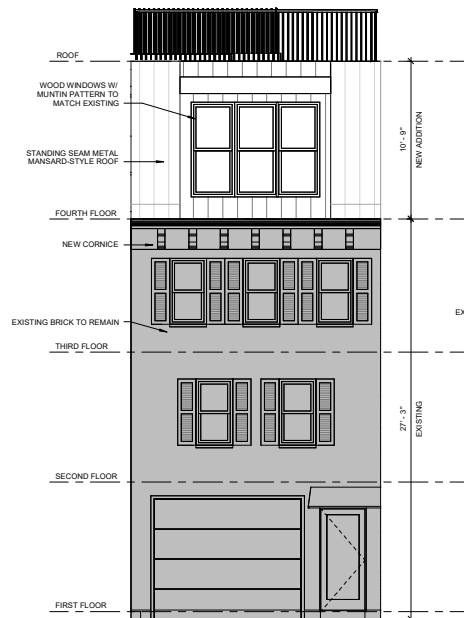 ROOF
WOOD WINDOWS W/
MUNTIN PATTERN TO
MATCH EXISTING
10' - 9"
NEW ADDITION
STANDING SEAM METAL
MANSARD-STYLE ROOF
FOURTH FLOOR
NEW CORNICE
EXISTING BRICK TO REMAIN
EX
THIRD FLOOR
27' - 3"
EXISTING
SECOND FLOOR
FIRST FLOOR